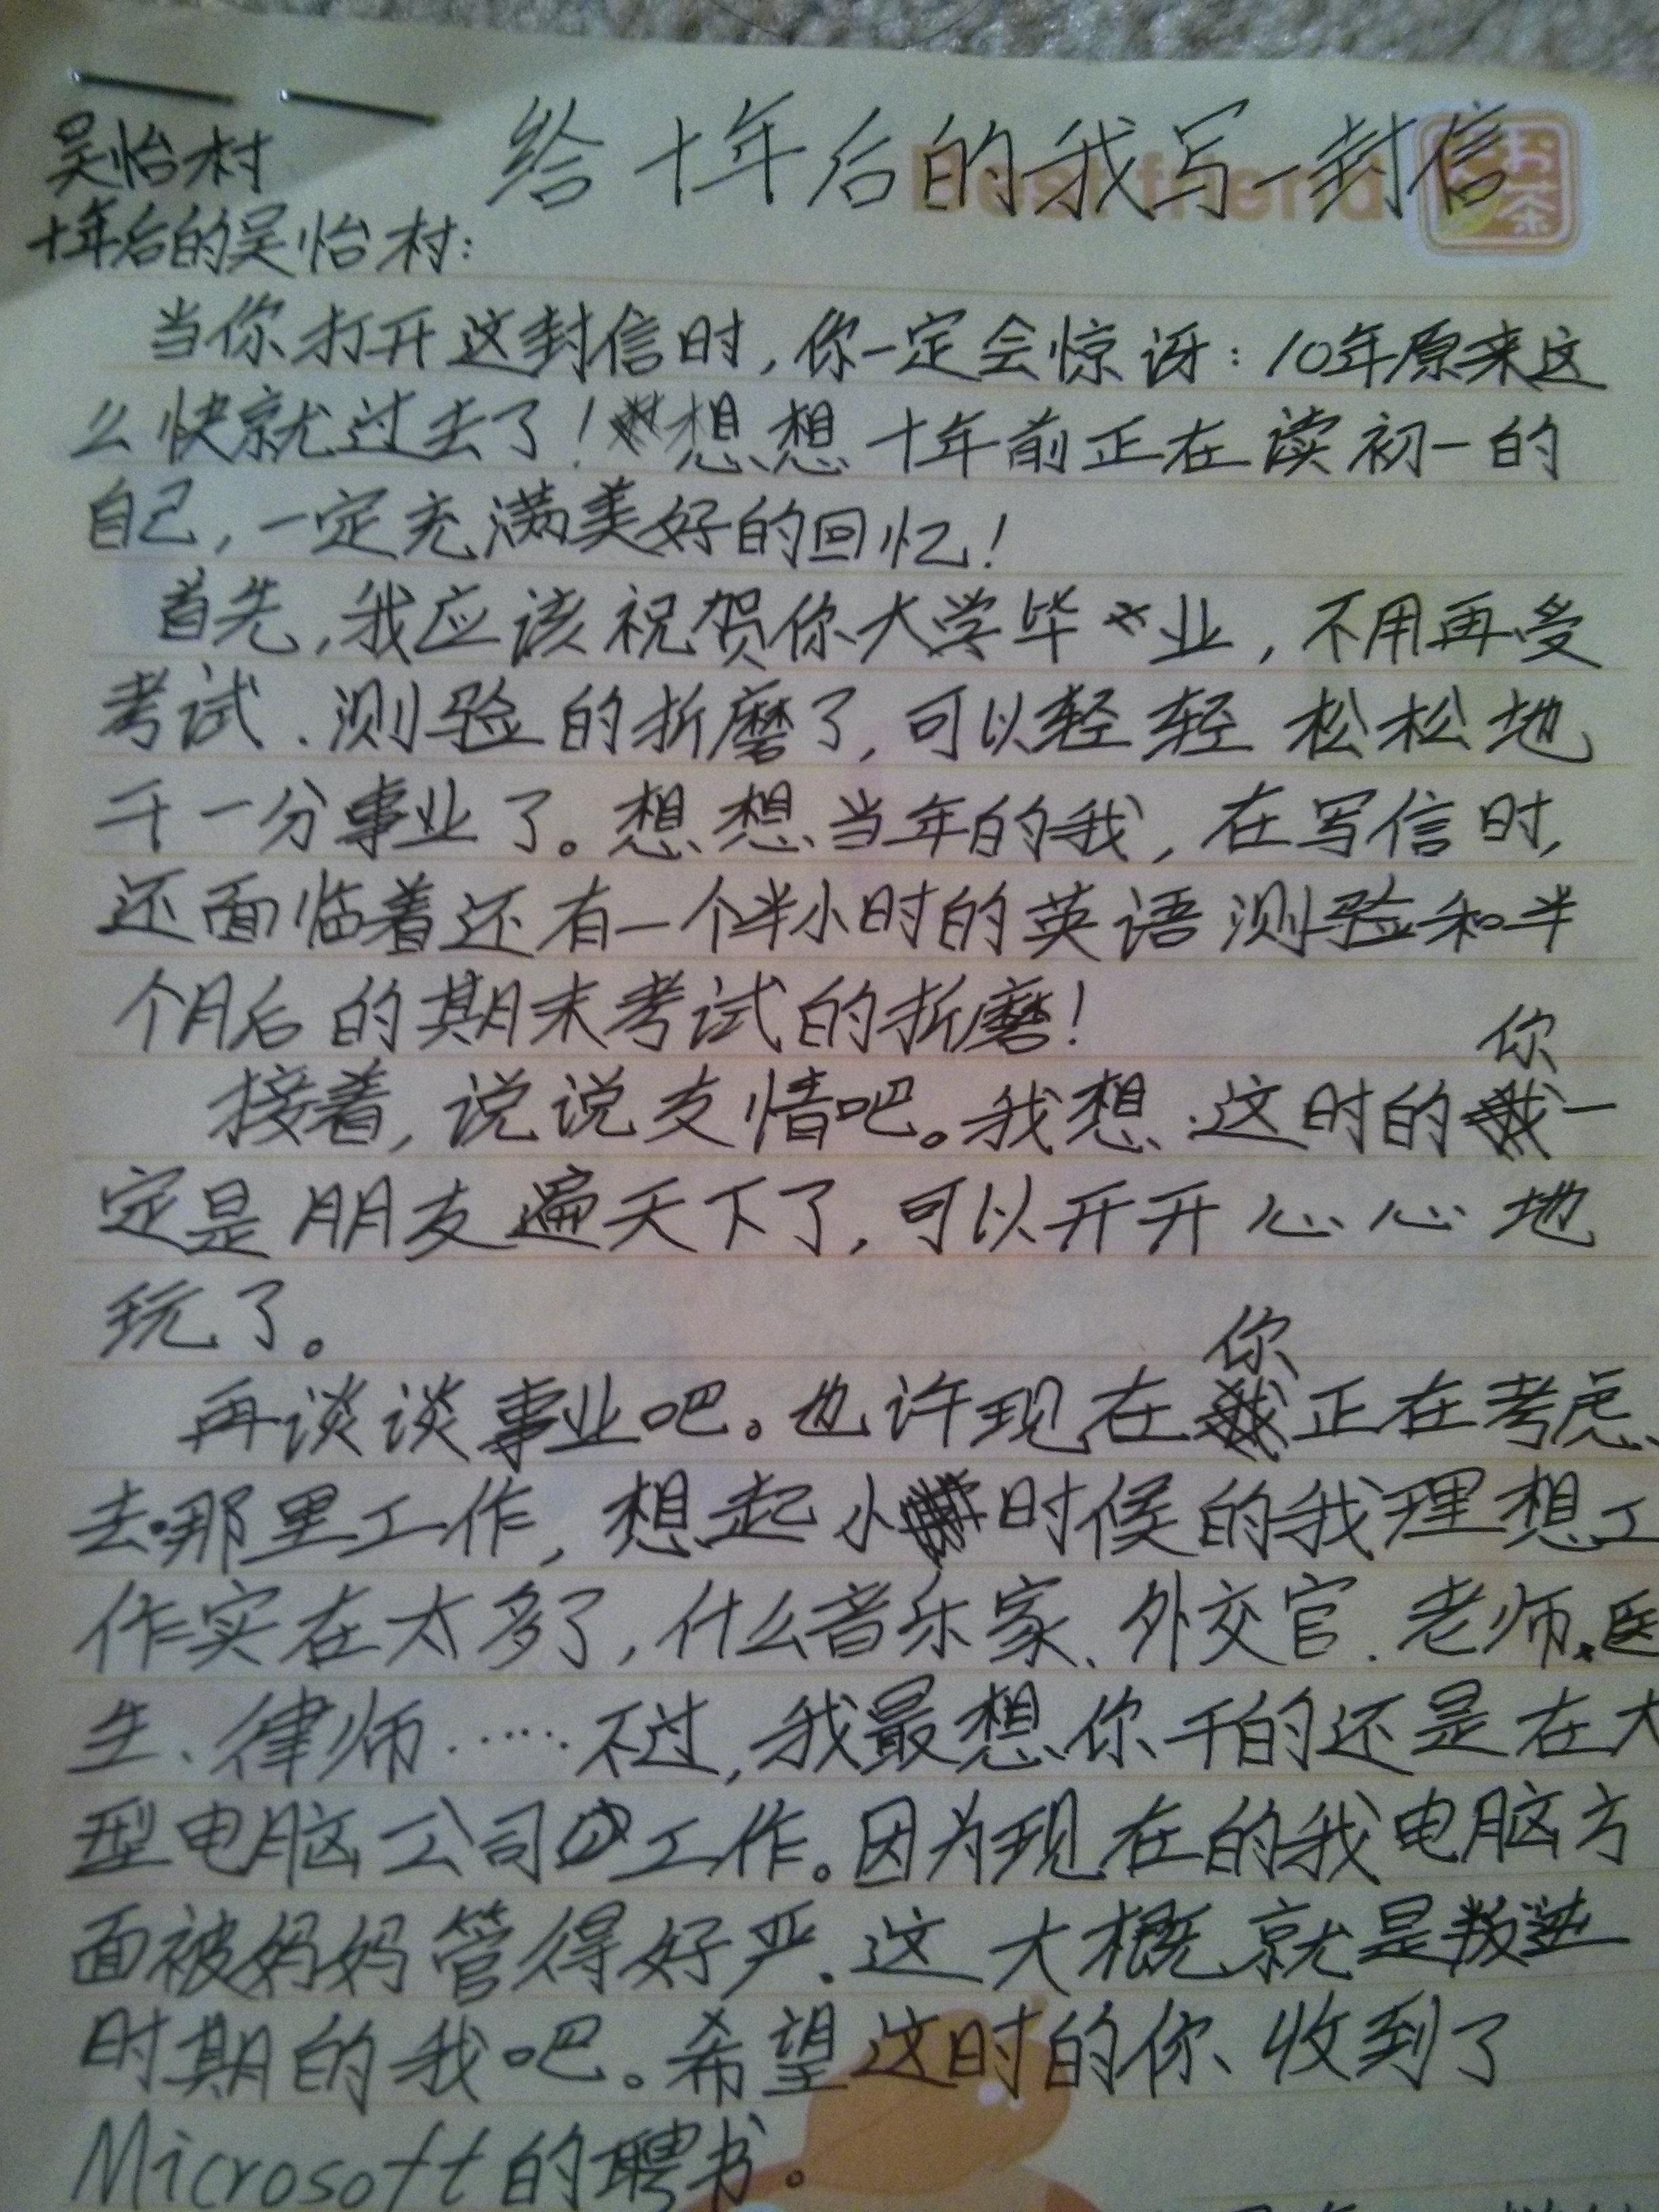 给十年后的我写一封信
Best friend
お茶
吴怡村
十年后的吴怡村：
当你打开这封信时，你一定会惊讶：10年原来这
么快就过去了！想想十年前正在读初一的
自己，一定充满美好的回忆！
首先，我应该祝贺你大学毕业，不用再受
考试、测验的折磨了，可以轻轻松松地
干一分事业了。想想当年的我，在写信时，
还面临着还有一个半小时的英语测验和半
个月后的期末考试的折磨！
接着，说说友情吧。我想，这时的你一
定是朋友遍天下了，可以开开心心地
玩了。
再谈谈事业吧。也许现在你正在考虑
去那里工作，想起小时候的我理想工
作实在太多了，什么音乐家、外交官、老师、医
生、律师……不过，我最想你干的还是在大
型电脑公司工作。因为现在的我电脑方
面被妈妈管得好严，这大概就是叛逆
时期的我吧。希望这时的你收到了
Microsoft的聘书。